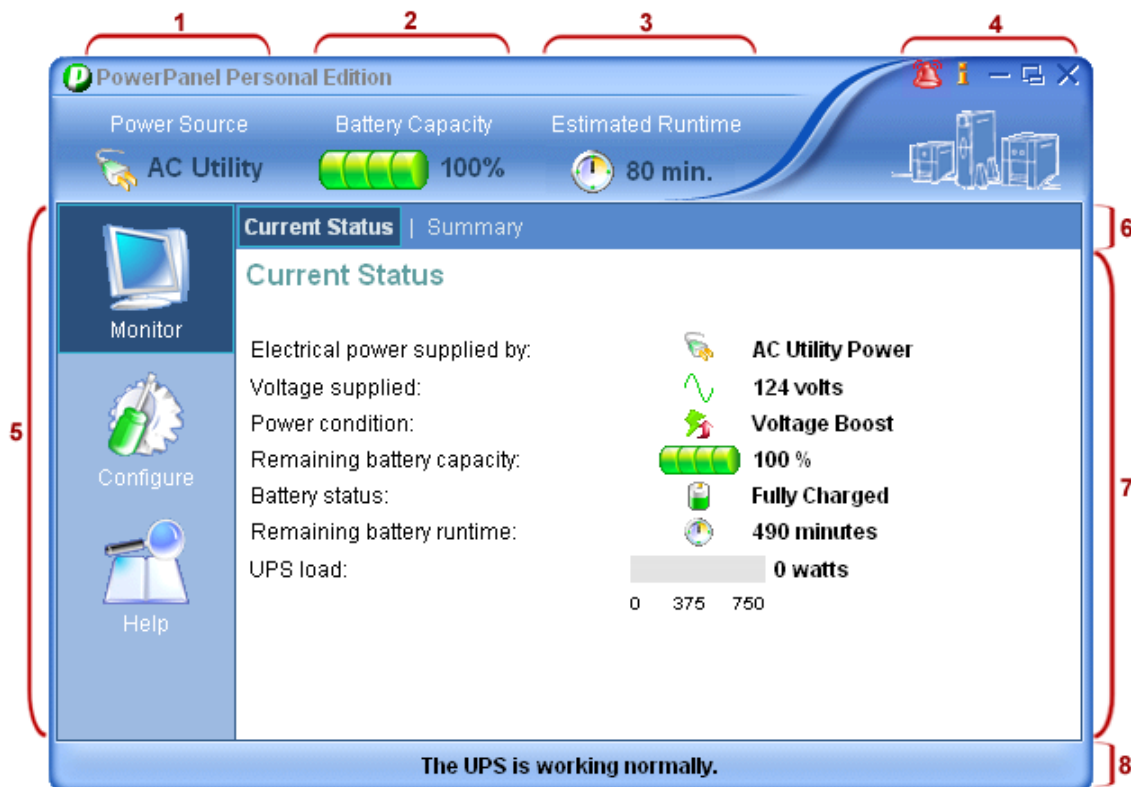 1 2 3 4
PowerPanel Personal Edition
Power Source Battery Capacity Estimated Runtime
AC Utility 100% 80 min.
Current Status | Summary
6
Current Status
Monitor
Electrical power supplied by: AC Utility Power
Voltage supplied: 124 volts
Power condition: Voltage Boost
5
Remaining battery capacity: 100 %
Configure
7
Battery status: Fully Charged
Remaining battery runtime: 490 minutes
UPS load: 0 watts
0 375 750
Help
The UPS is working normally.
8